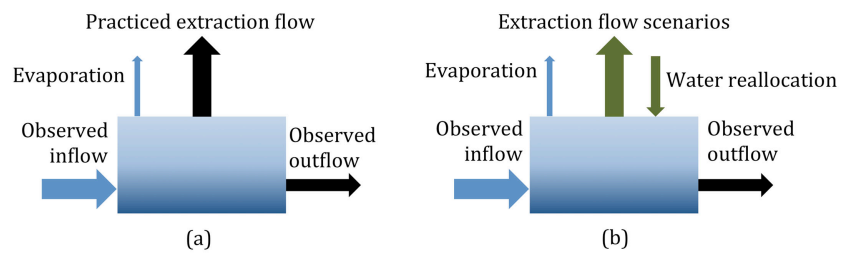 Practiced extraction flow
Evaporation
Observed
inflow
Observed
outflow
(a)
Extraction flow scenarios
Evaporation
Water reallocation
Observed
inflow
Observed
outflow
(b)